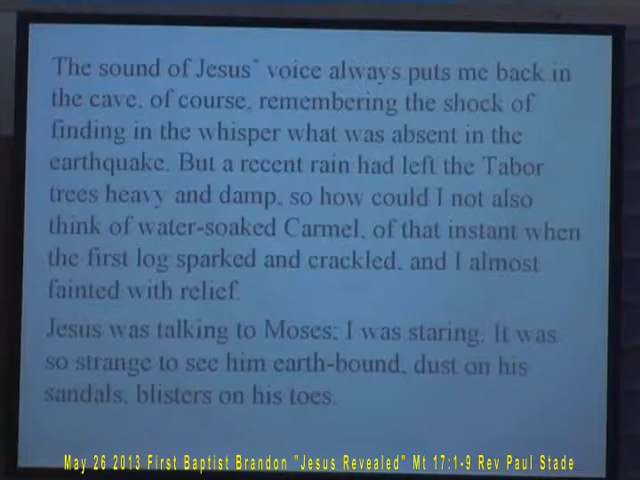 The sound of Jesus' voice always puts me back in
the cave, of course, remembering the shock of
finding in the whisper what was absent in the
earthquake. But a recent rain had left the Tabor
trees heavy and damp, so how could I not also
think of water-soaked Carmel, of that instant when
the first log sparked and crackled, and I almost
fainted with relief.
Jesus was talking to Moses; I was staring. It was
so strange to see him earth-bound, dust on his
sandals, blisters on his toes.
May 26 2013 First Baptist Brandon "Jesus Revealed" Mt 17:1-9 Rev Paul Stade